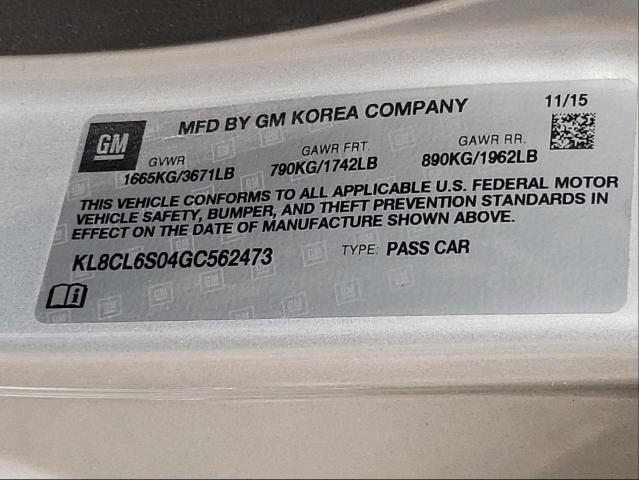 GM
MFD BY GM KOREA COMPANY 11/15
GVWR GAWR FRT. GAWR RR.
1665KG/3671LB 790KG/1742LB 890KG/1962LB
THIS VEHICLE CONFORMS TO ALL APPLICABLE U.S. FEDERAL MOTOR
VEHICLE SAFETY, BUMPER, AND THEFT PREVENTION STANDARDS IN
EFFECT ON THE DATE OF MANUFACTURE SHOWN ABOVE.
KL8CL6S04GC562473 TYPE: PASS CAR